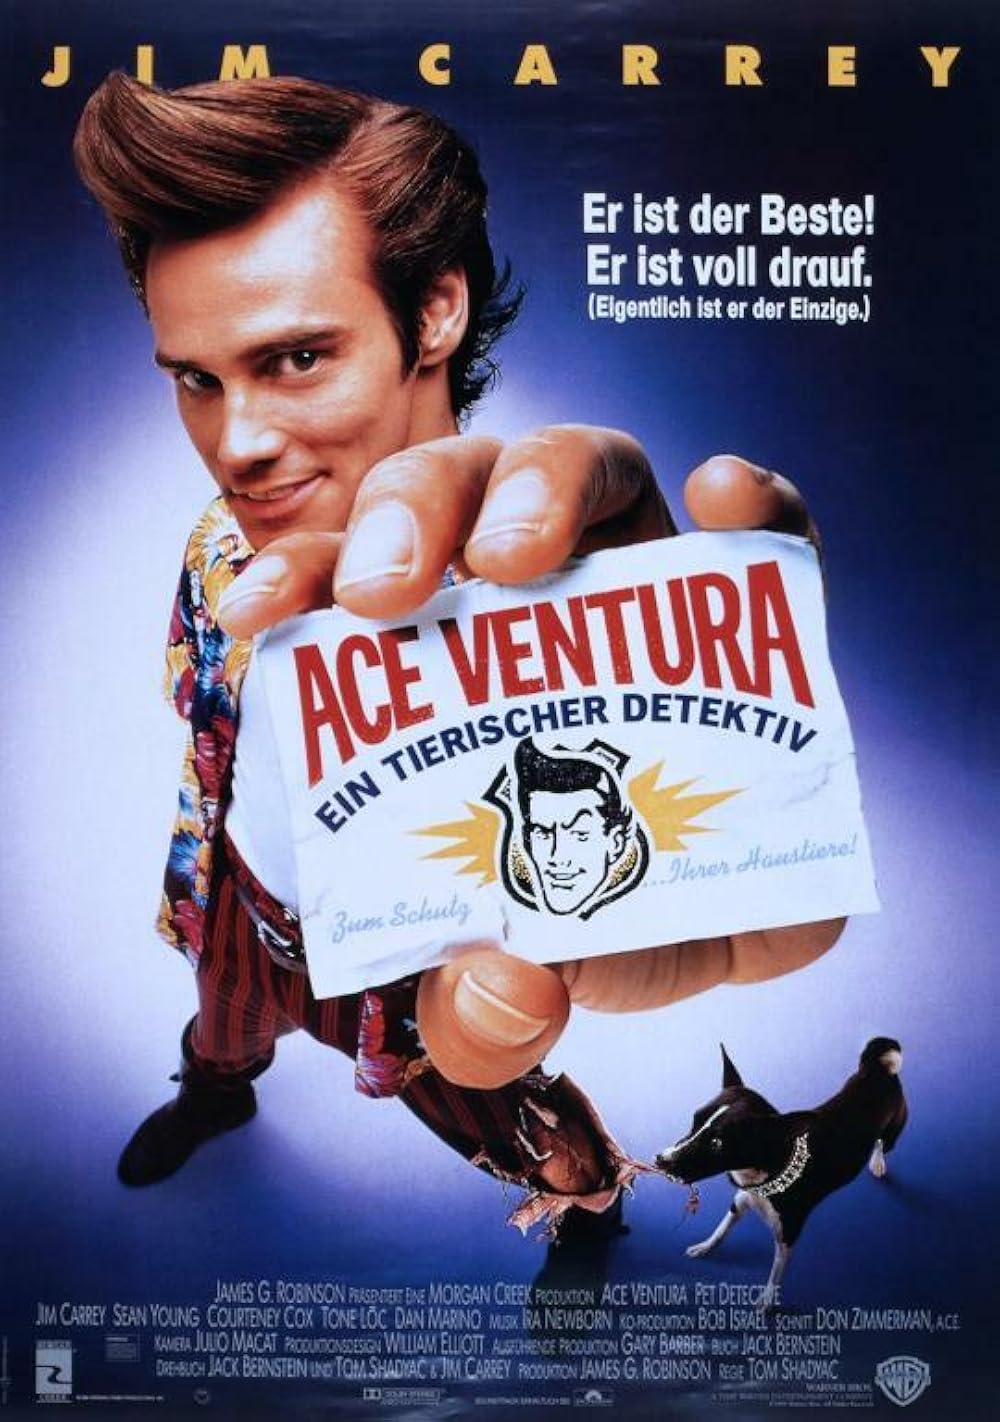 JIM CARREY
Er ist der Beste!
Er ist voll drauf.
(Eigentlich ist er der Einzige.)
ACE VENTURA
EIN TIERISCHER DETEKTIV
Zum Schutz ...Ihrer Haustiere!
JAMES G. ROBINSON PRÄSENTIERT EINE MORGAN CREEK PRODUKTION ACE VENTURA PET DETECTIVE
JIM CARREY SEAN YOUNG COURTENEY COX TONE LŌC DAN MARINO MUSIK IRA NEWBORN KO-PRODUKTION BOB ISRAEL SCHNITT DON ZIMMERMAN, A.C.E.
KAMERA JULIO MACAT PRODUKTIONSDESIGN WILLIAM ELLIOTT AUSFÜHRENDE PRODUKTION GARY BARBER BUCH JACK BERNSTEIN
DREHBUCH JACK BERNSTEIN UND TOM SHADYAC & JIM CARREY PRODUKTION JAMES G. ROBINSON REGIE TOM SHADYAC
DOLBY STEREO
WARNER BROS.